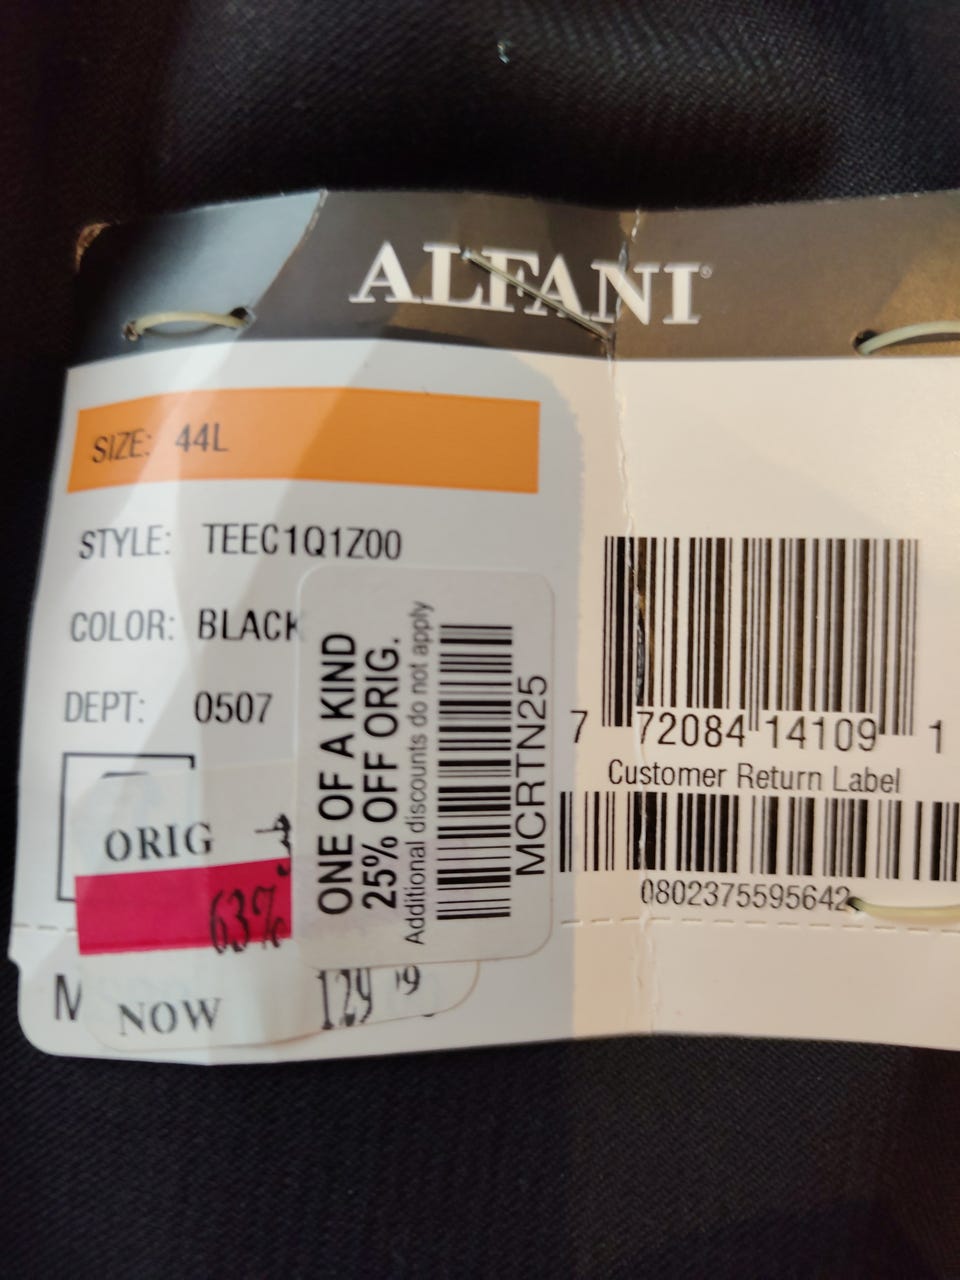 ALFANI
SIZE: 44L
STYLE: TEEC1Q1Z00
COLOR: BLACK
DEPT: 0507
ORIG
63%
NOW 129
M
ONE OF A KIND
25% OFF ORIG.
Additional discounts do not apply
MCRTN25
7 72084 14109 1
Customer Return Label
0802375595642